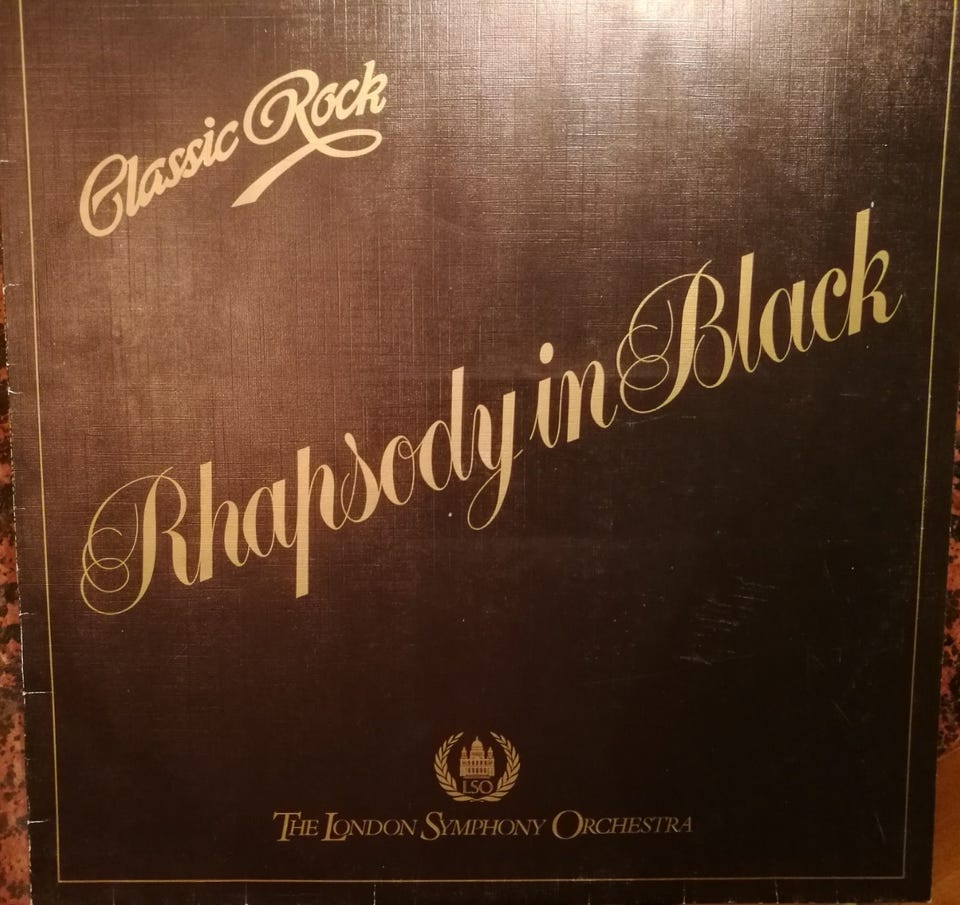 Classic Rock
Rhapsody in Black
LSO
THE LONDON SYMPHONY ORCHESTRA